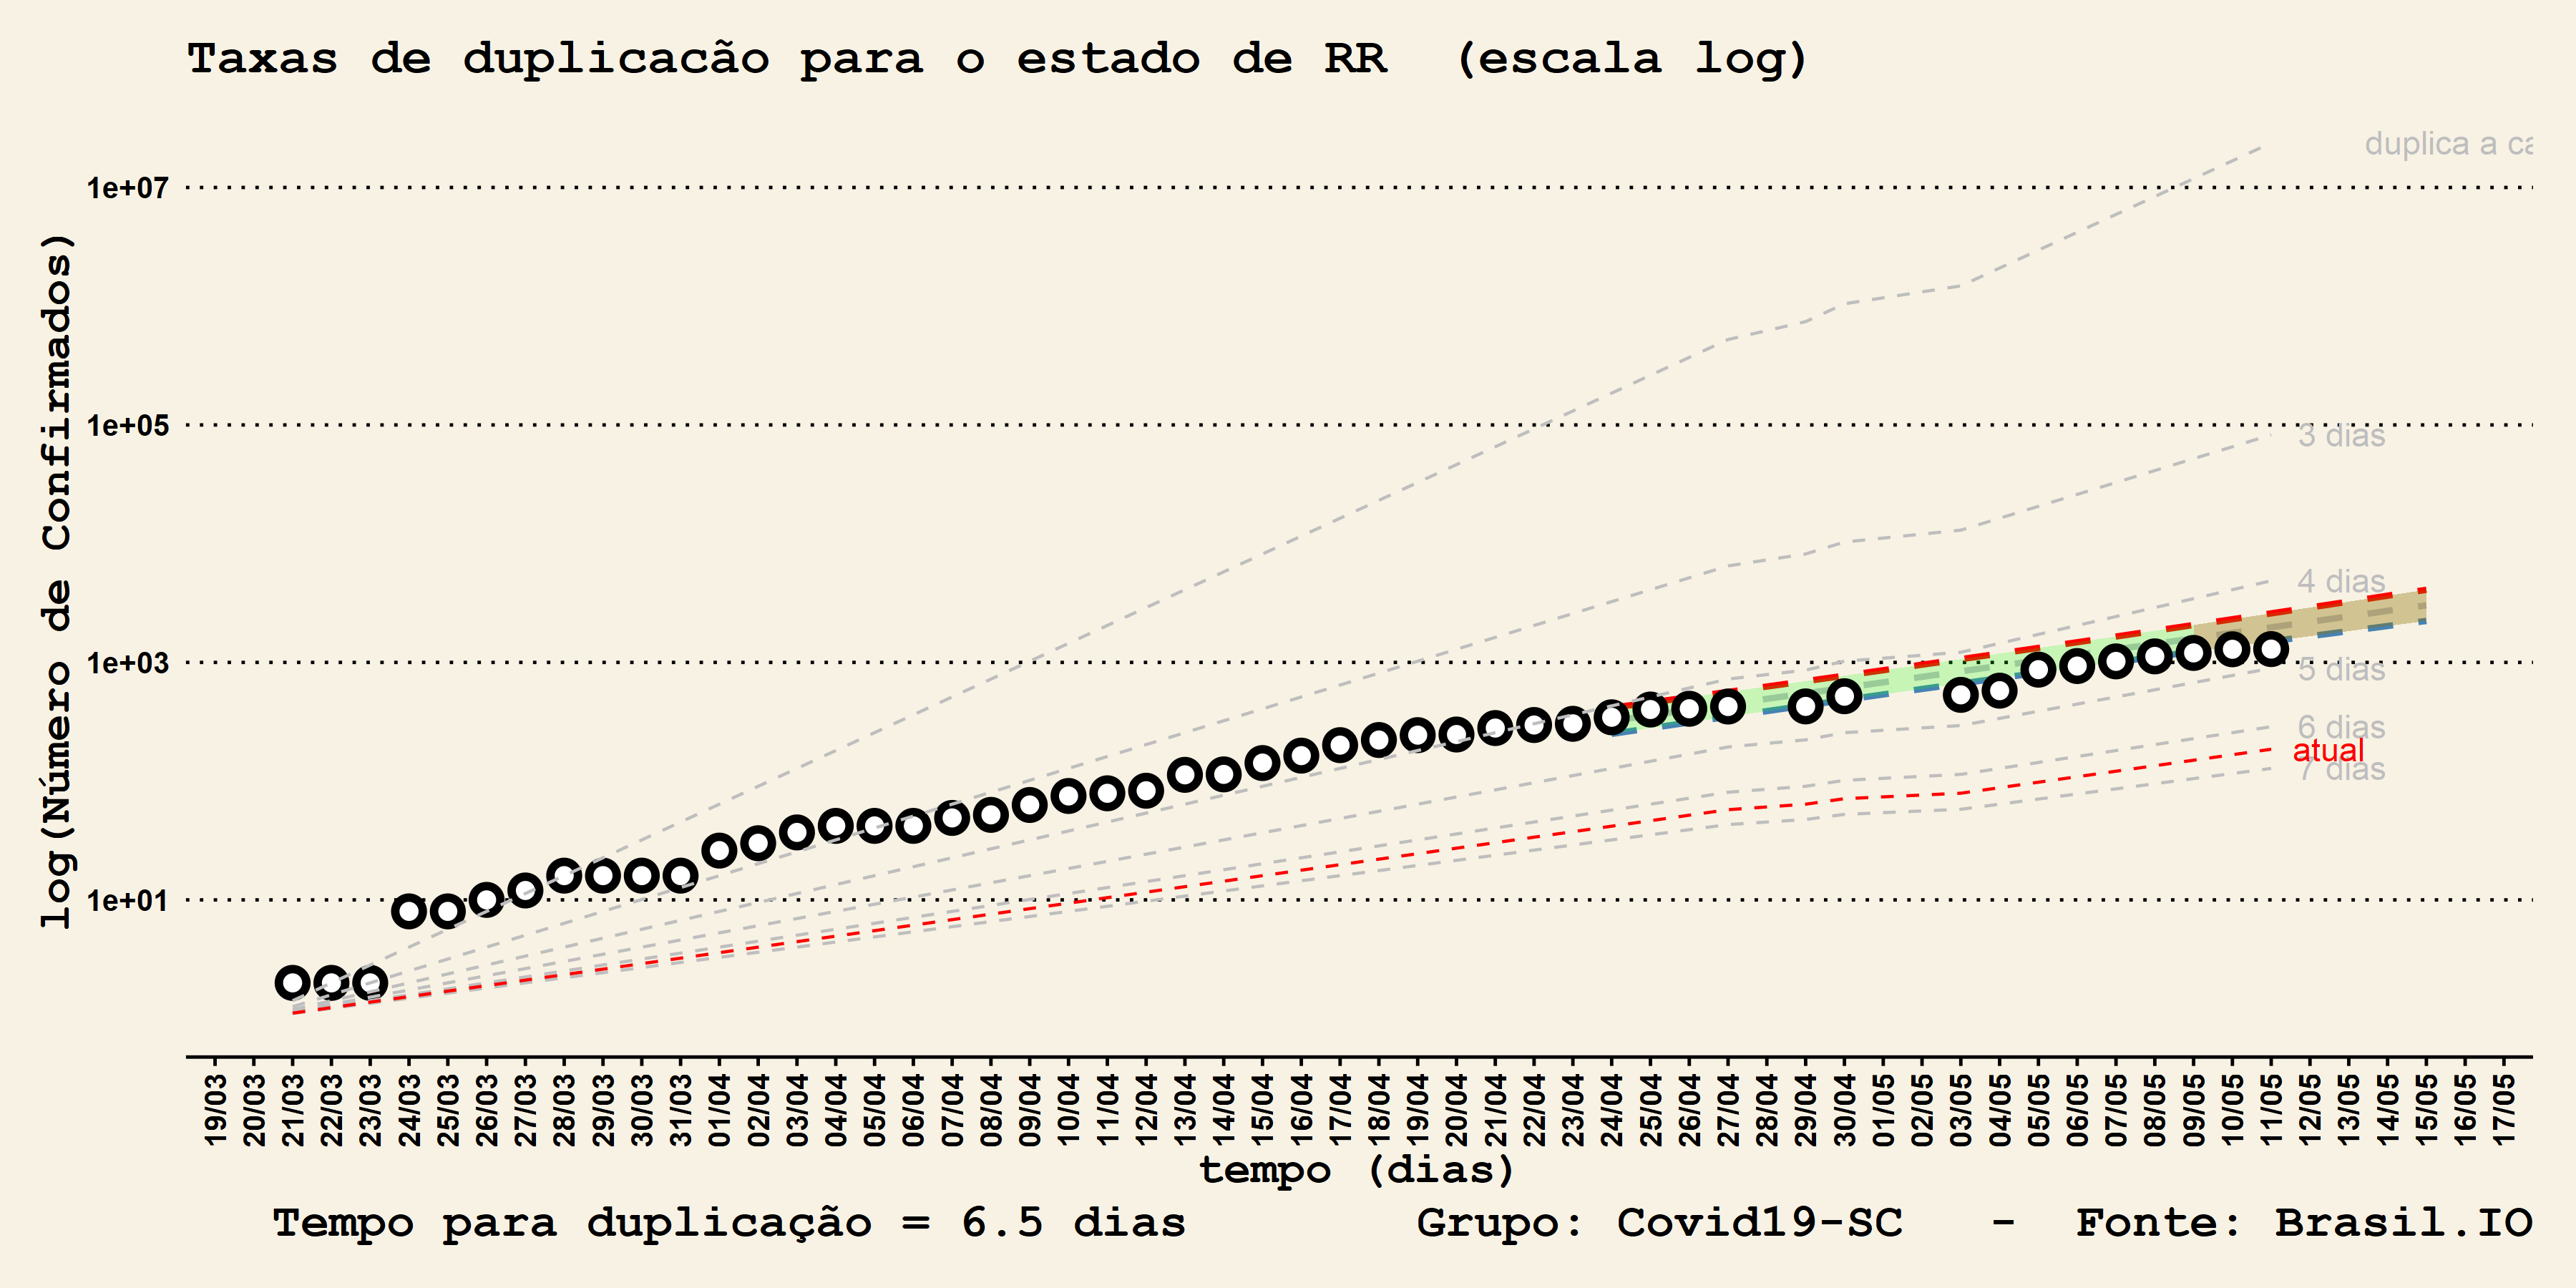 Taxas de duplicacão para o estado de RR (escala log)
duplica a ca
1e+07
1e+05
3 dias
4 dias
1e+03
5 dias
6 dias
atual
7 dias
1e+01
log(Número de Confirmados)
19/03 20/03 21/03 22/03 23/03 24/03 25/03 26/03 27/03 28/03 29/03 30/03 31/03 01/04 02/04 03/04 04/04 05/04 06/04 07/04 08/04 09/04 10/04 11/04 12/04 13/04 14/04 15/04 16/04 17/04 18/04 19/04 20/04 21/04 22/04 23/04 24/04 25/04 26/04 27/04 28/04 29/04 30/04 01/05 02/05 03/05 04/05 05/05 06/05 07/05 08/05 09/05 10/05 11/05 12/05 13/05 14/05 15/05 16/05 17/05
tempo (dias)
Tempo para duplicação = 6.5 dias Grupo: Covid19-SC - Fonte: Brasil.IO